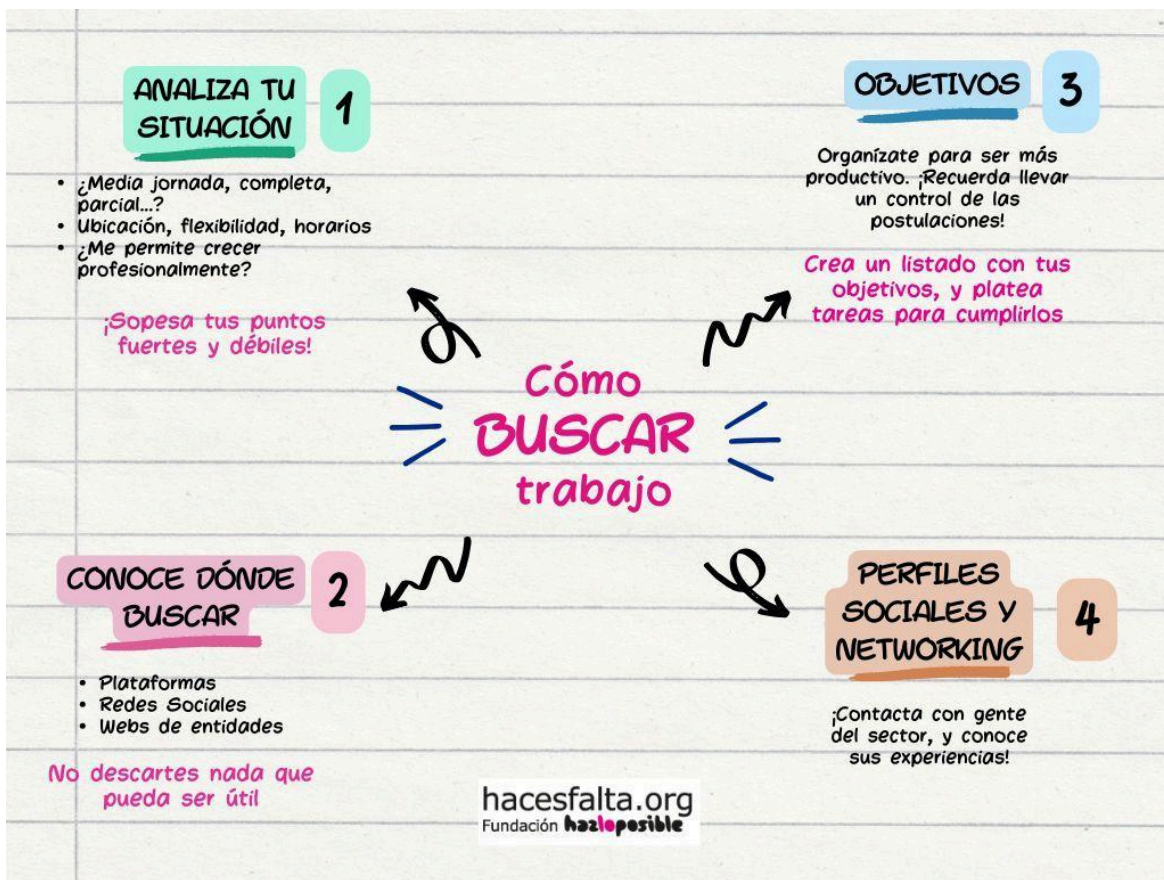 ANALIZA TU
SITUACIÓN
1
• ¿Media jornada, completa,
parcial...?
• Ubicación, flexibilidad, horarios
• ¿Me permite crecer
profesionalmente?
¡Sopesa tus puntos
fuertes y débiles!
OBJETIVOS
3
Organízate para ser más
productivo. ¡Recuerda llevar
un control de las
postulaciones!
Crea un listado con tus
objetivos, y platea
tareas para cumplirlos
Cómo
BUSCAR
trabajo
CONOCE DÓNDE
BUSCAR
2
• Plataformas
• Redes Sociales
• Webs de entidades
No descartes nada que
pueda ser útil
PERFILES
SOCIALES Y
NETWORKING
4
¡Contacta con gente
del sector, y conoce
sus experiencias!
hacesfalta.org
Fundación hazloposible